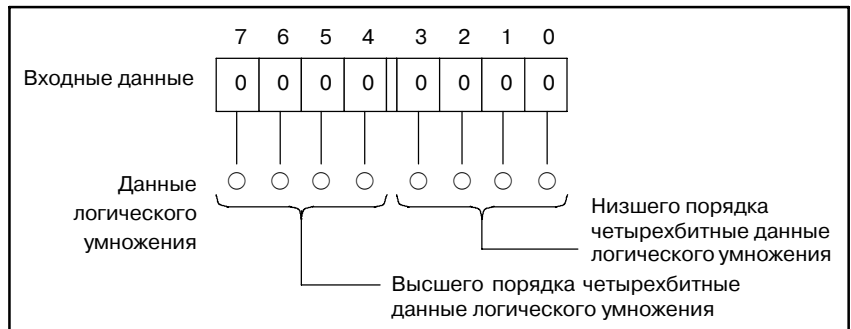 7 6 5 4 3 2 1 0
Входные данные 0 0 0 0 0 0 0 0
Данные
логического
умножения
Низшего порядка
четырехбитные данные
логического умножения
Высшего порядка четырехбитные
данные логического умножения